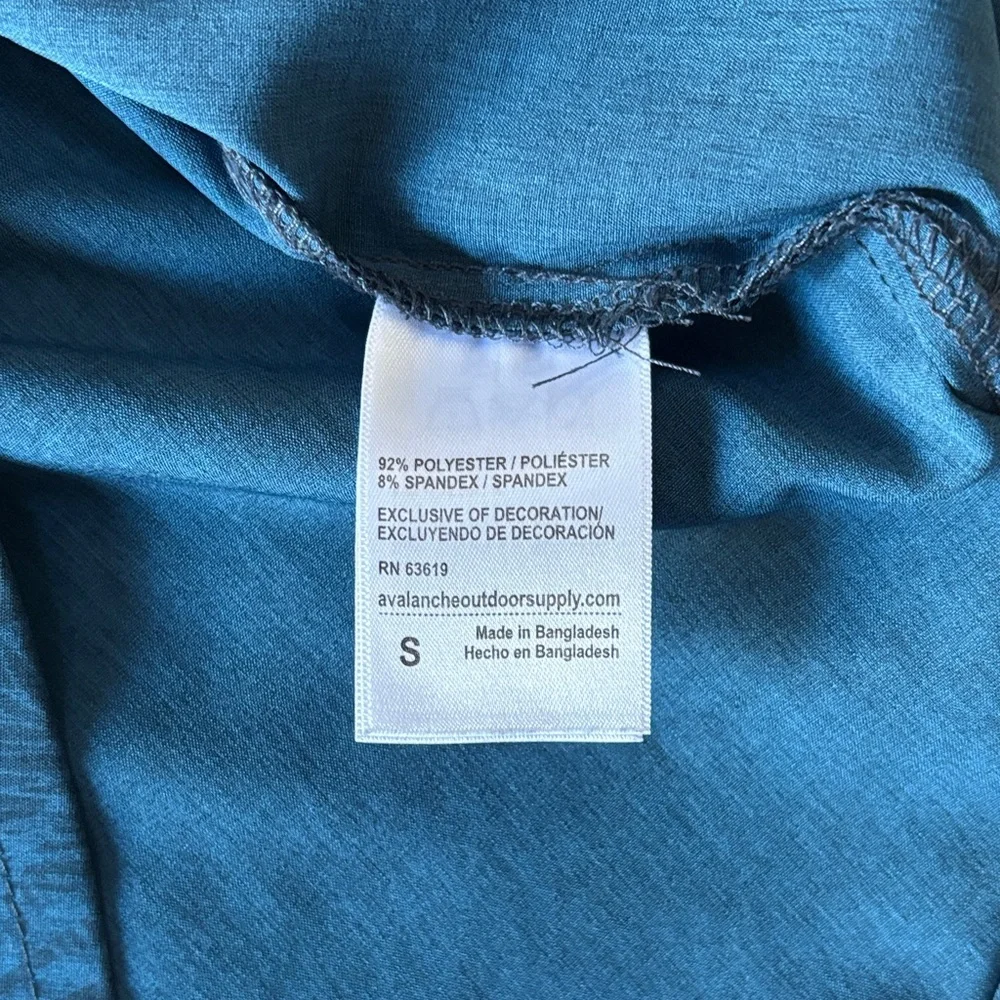 92% POLYESTER / POLIÉSTER
8% SPANDEX / SPANDEX
EXCLUSIVE OF DECORATION/
EXCLUYENDO DE DECORACIÓN
RN 63619
avalancheoutdoorsupply.com
S
Made in Bangladesh
Hecho en Bangladesh